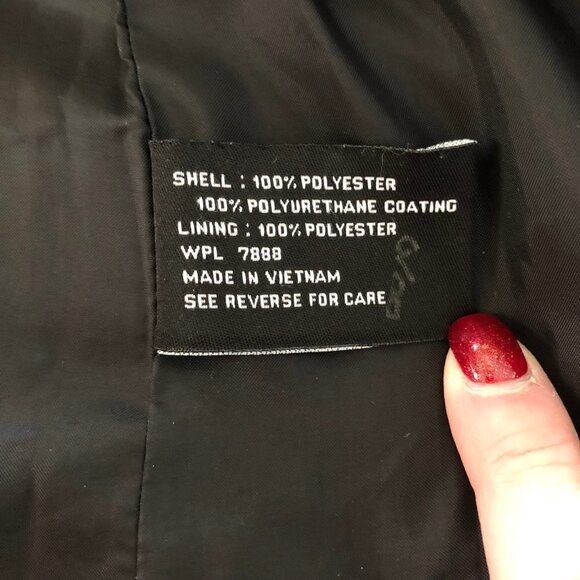 SHELL : 100% POLYESTER
100% POLYURETHANE COATING
LINING : 100% POLYESTER
WPL 7888
MADE IN VIETNAM
SEE REVERSE FOR CARE